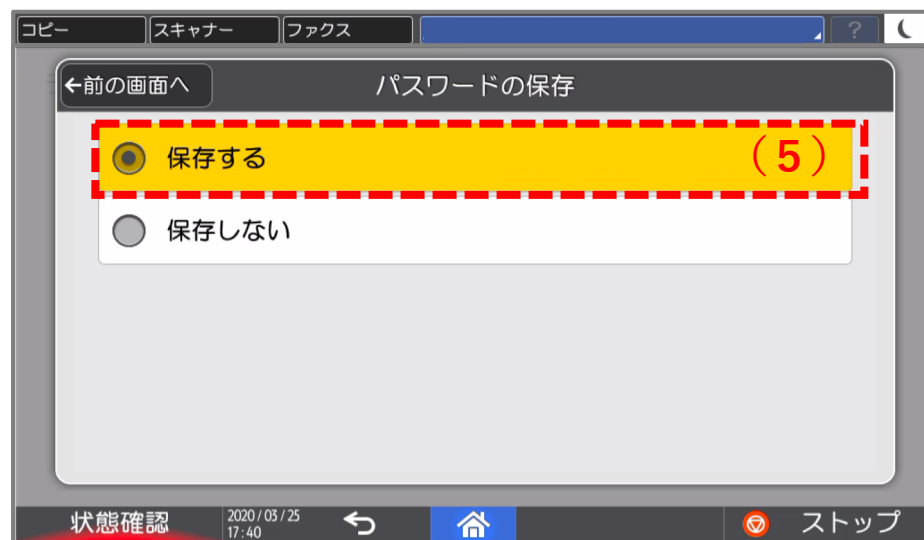 コピー スキャナー ファクス ?
←前の画面へ パスワードの保存
保存する （5）
保存しない
状態確認 2020/03/25 ストップ
17:40